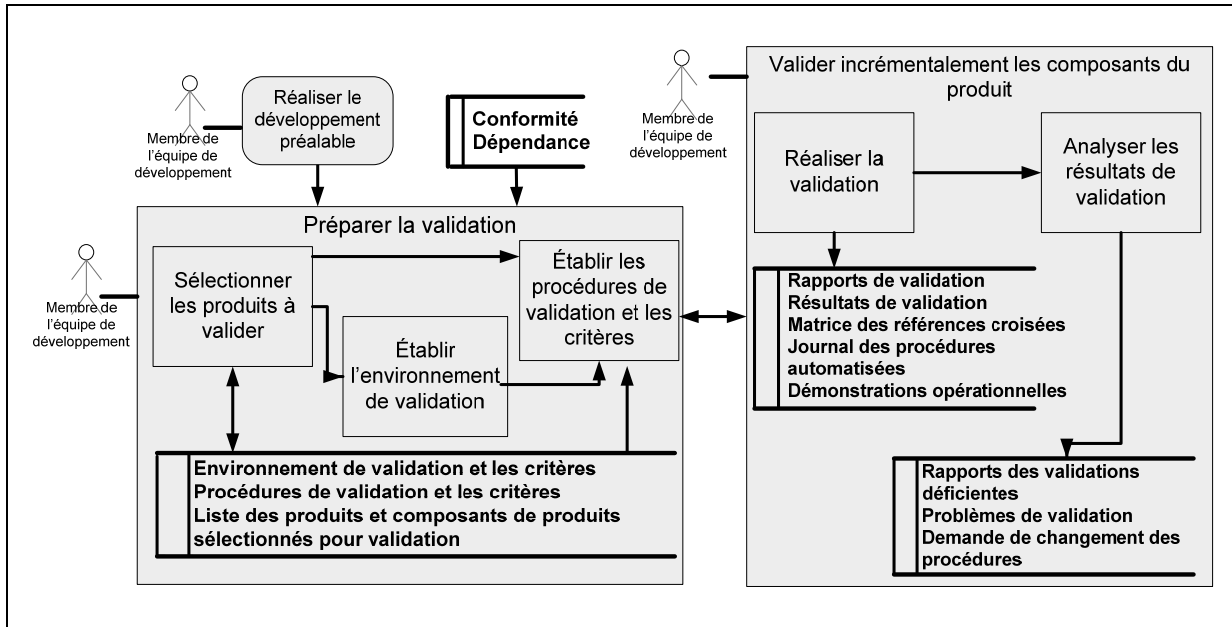 Membre de
l'équipe de
développement
Réaliser le
développement
préalable
Conformité
Dépendance
Membre de
l'équipe de
développement
Préparer la validation
Sélectionner
les produits à
valider
Établir
l'environnement
de validation
Établir les
procédures de
validation et les
critères
Environnement de validation et les critères
Procédures de validation et les critères
Liste des produits et composants de produits
sélectionnés pour validation
Membre de
l'équipe de
développement
Valider incrémentalement les composants du
produit
Réaliser la
validation
Analyser les
résultats de
validation
Rapports de validation
Résultats de validation
Matrice des références croisées
Journal des procédures
automatisées
Démonstrations opérationnelles
Rapports des validations
déficientes
Problèmes de validation
Demande de changement des
procédures